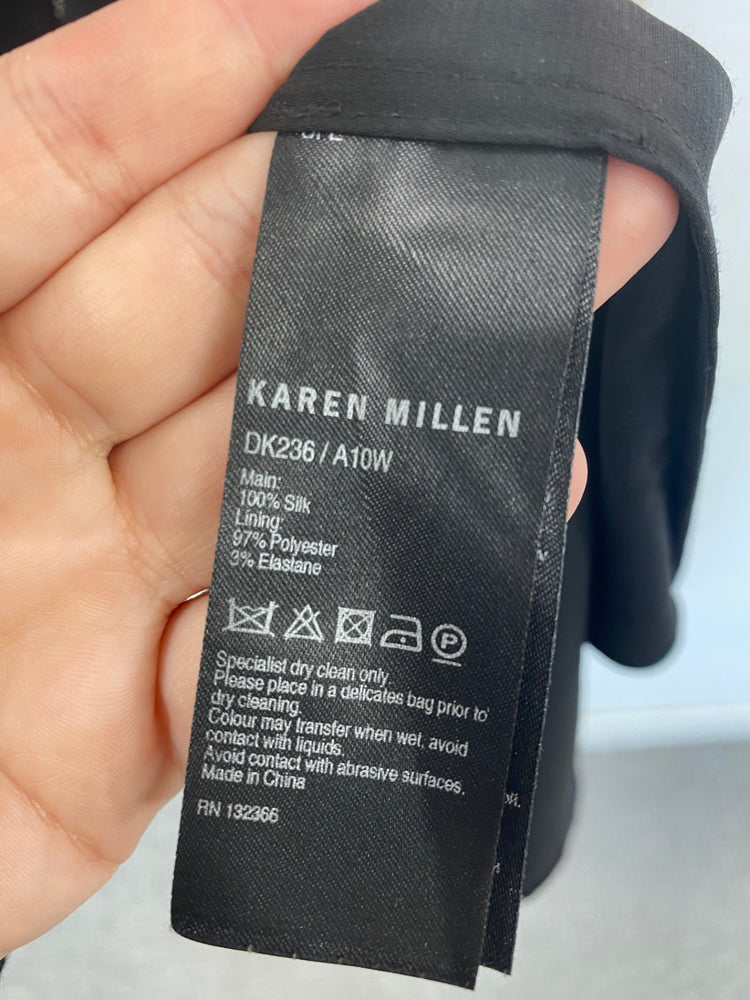 KAREN MILLEN
DK236 / A10W
Main:
100% Silk
Lining:
97% Polyester
3% Elastane
P
Specialist dry clean only.
Please place in a delicates bag prior to
dry cleaning.
Colour may transfer when wet, avoid
contact with liquids.
Avoid contact with abrasive surfaces.
Made in China
RN 132366